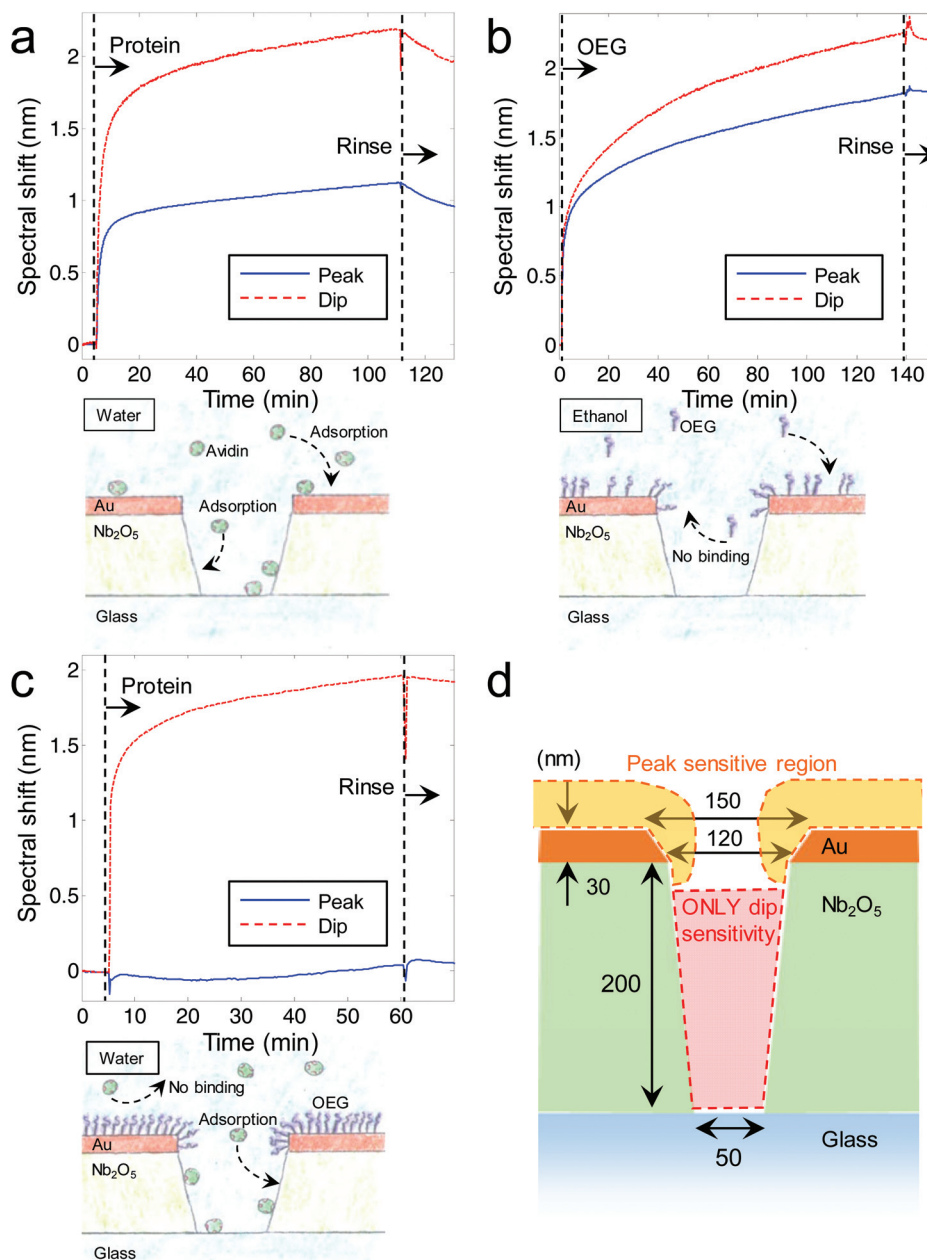 a
Protein
Rinse
Spectral shift (nm)
2
1.5
1
0.5
0
Peak
Dip
0 20 40 60 80 100 120
Time (min)
Water
Avidin
Adsorption
Adsorption
Au
Nb₂O₅
Glass
b
OEG
Rinse
Spectral shift (nm)
2
1.5
1
0.5
0
Peak
Dip
0 20 40 60 80 100 120 140
Time (min)
Ethanol
OEG
Au
Nb₂O₅
No binding
Glass
c
Protein
Rinse
Spectral shift (nm)
2
1.5
1
0.5
0
Peak
Dip
0 10 20 30 40 50 60
Time (min)
Water
No binding
OEG
Adsorption
Au
Nb₂O₅
Glass
d
(nm)
Peak sensitive region
150
120
Au
30
Nb₂O₅
ONLY dip
sensitivity
200
Glass
50